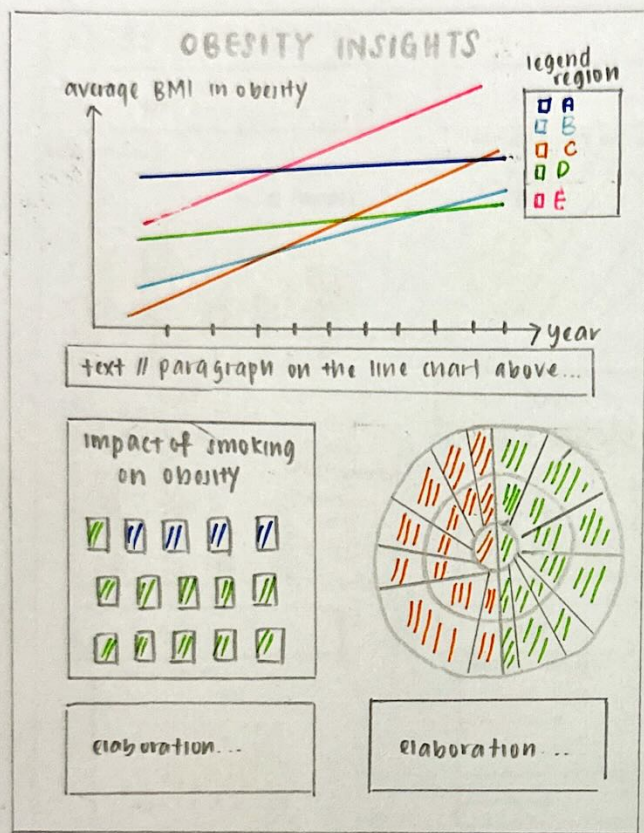 OBESITY INSIGHTS...
average BMI in obesity
legend
region
A
B
C
D
E
year
text // paragraph on the line chart above...
impact of smoking
on obesity
elaboration...
elaboration...